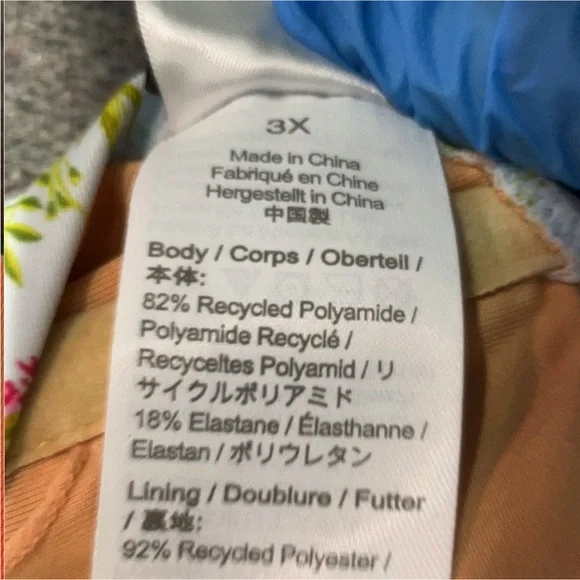 3X
Made in China
Fabriqué en Chine
Hergestellt in China
中国製
Body / Corps / Oberteil /
本体:
82% Recycled Polyamide /
Polyamide Recyclé /
Recyceltes Polyamid / リ
サイクルポリアミド
18% Elastane / Élasthanne /
Elastan / ポリウレタン
Lining / Doublure / Futter
/ 裏地:
92% Recycled Polyester /